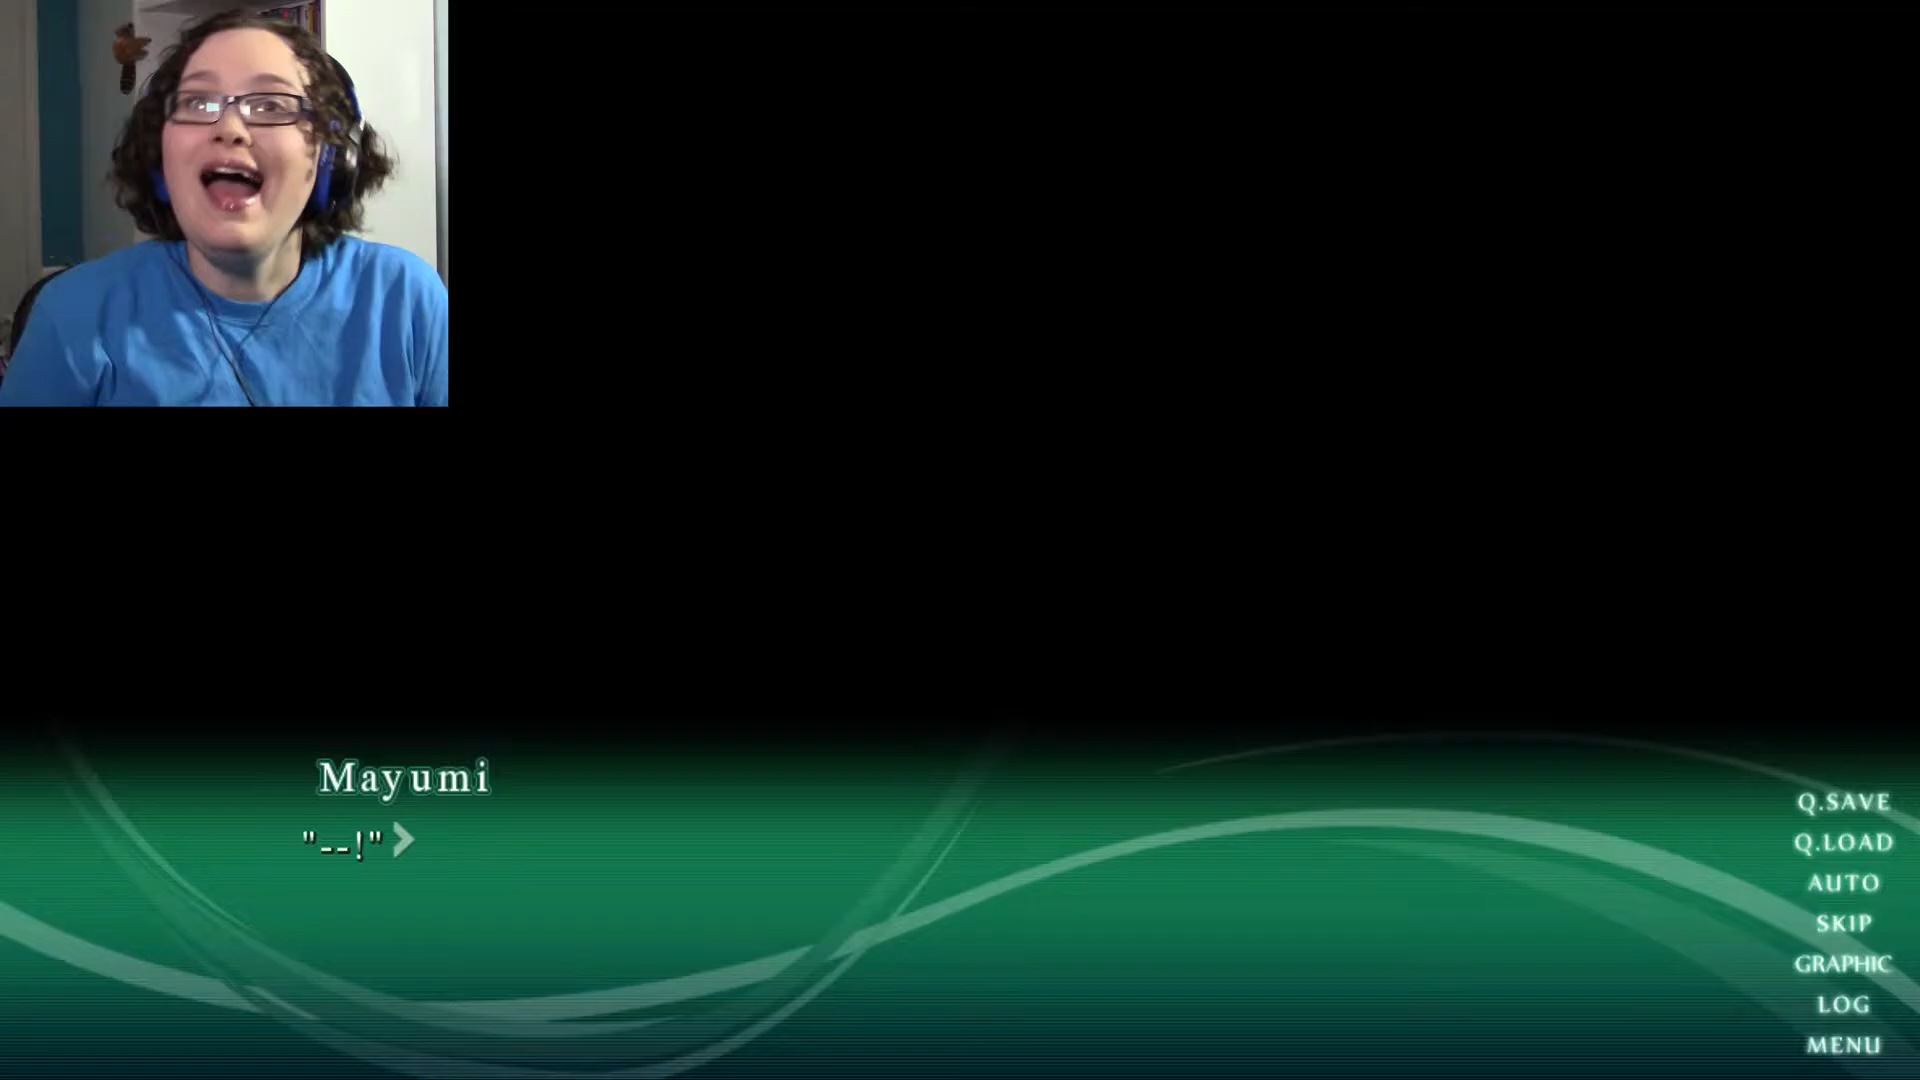 Mayumi
"--!"
Q.SAVE
Q.LOAD
AUTO
SKIP
GRAPHIC
LOG
MENU